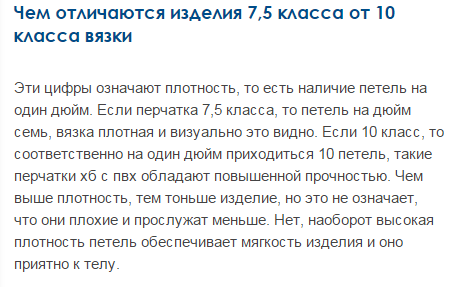 Чем отличаются изделия 7,5 класса от 10
класса вязки
Эти цифры означают плотность, то есть наличие петель на
один дюйм. Если перчатка 7,5 класса, то петель на дюйм
семь, вязка плотная и визуально это видно. Если 10 класс, то
соответственно на один дюйм приходиться 10 петель, такие
перчатки хб с пвх обладают повышенной прочностью. Чем
выше плотность, тем тоньше изделие, но это не означает,
что они плохие и прослужат меньше. Нет, наоборот высокая
плотность петель обеспечивает мягкость изделия и оно
приятно к телу.